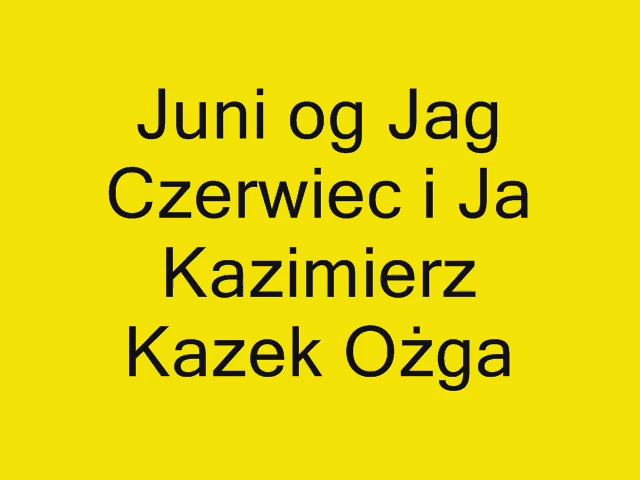 Juni og Jag
Czerwiec i Ja
Kazimierz
Kazek Ożga